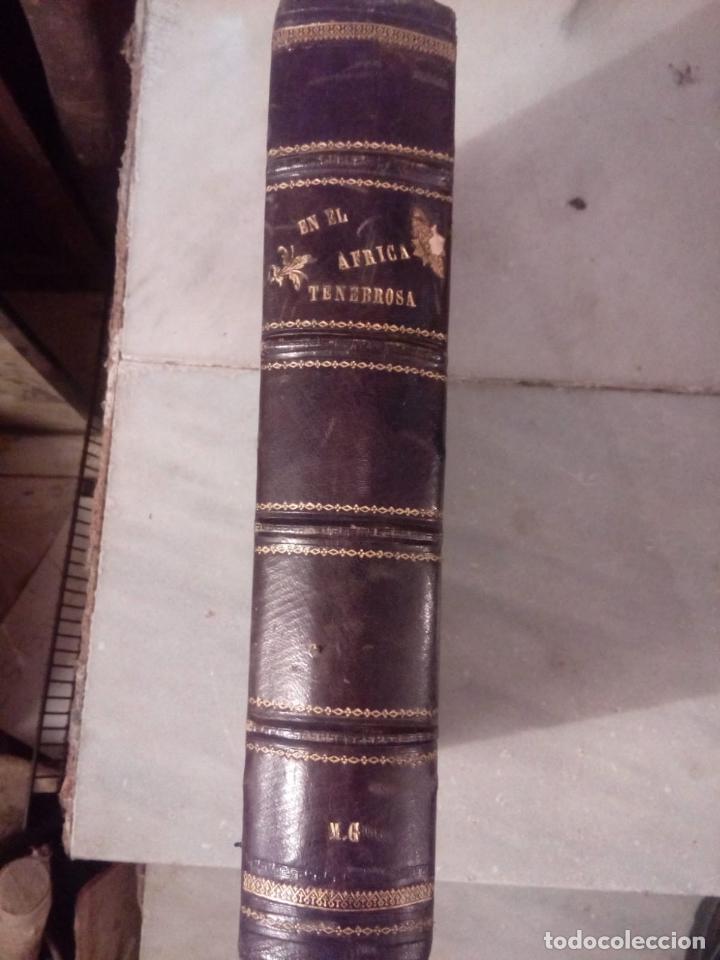 EN EL
AFRICA
TENEBROSA
M.G
todocoleccion